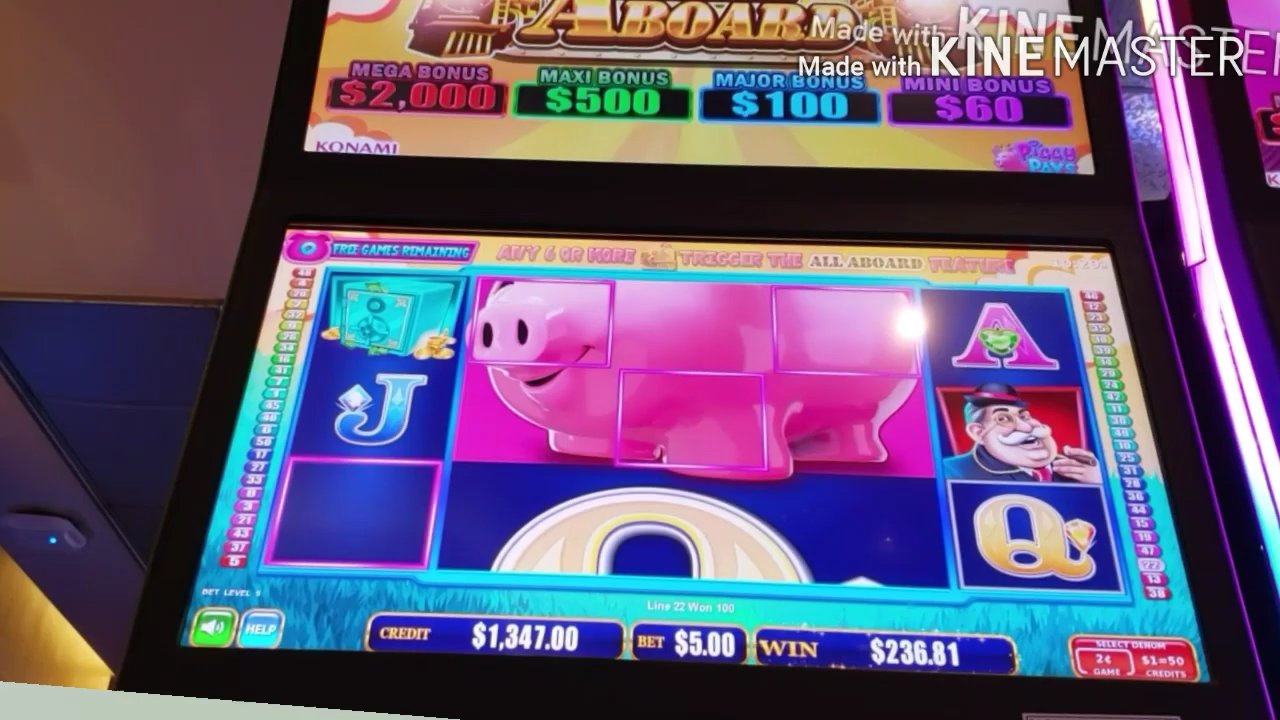 ABOARD
Made with KINEMASTER
Made with KINEMASTER
MEGA BONUS
$2,000
MAXI BONUS
$500
MAJOR BONUS
$100
MINI BONUS
$60
KONAMI
PIGGY
DAYS
FREE GAMES REMAINING
ANY 6 OR MORE TRIGGER THE ALL ABOARD FEATURE
A
J
Q
Q
Line 22 Won 100
BET LEVEL 5
HELP
CREDIT $1,347.00
BET $5.00
WIN $236.81
SELECT DENOM
2¢
GAME
$1=50
CREDITS